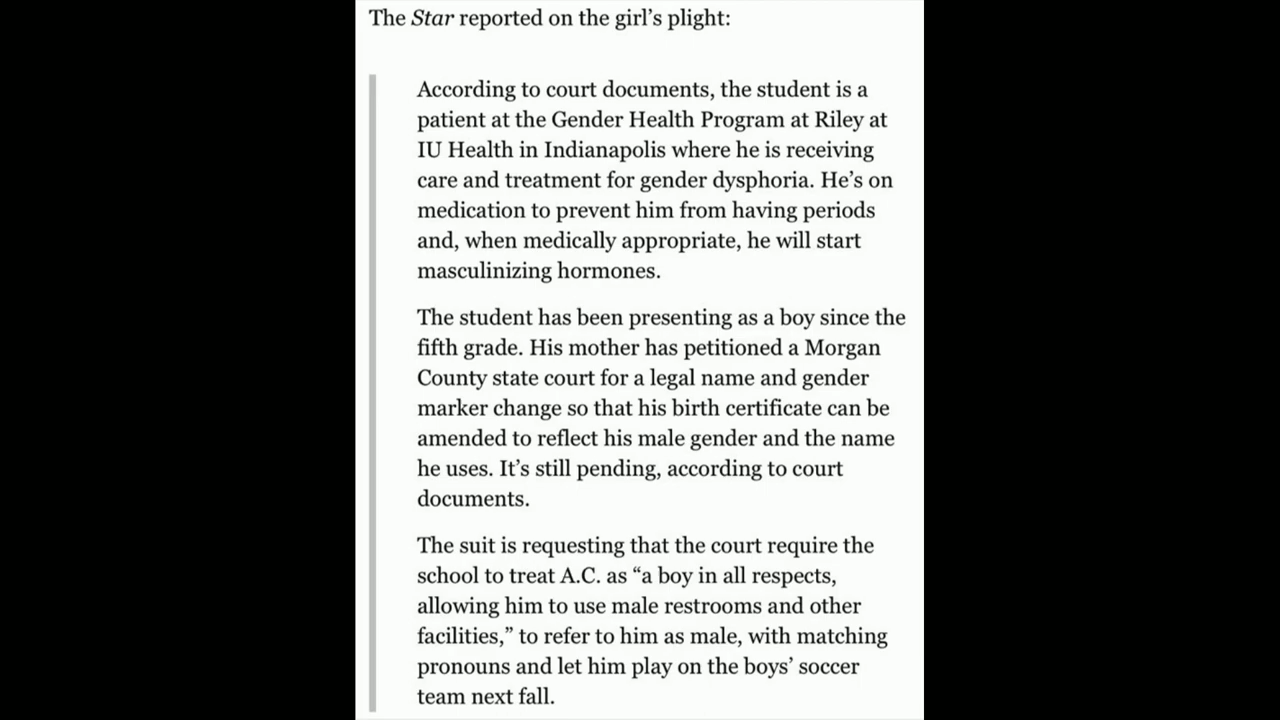 The Star reported on the girl’s plight:
According to court documents, the student is a
patient at the Gender Health Program at Riley at
IU Health in Indianapolis where he is receiving
care and treatment for gender dysphoria. He’s on
medication to prevent him from having periods
and, when medically appropriate, he will start
masculinizing hormones.
The student has been presenting as a boy since the
fifth grade. His mother has petitioned a Morgan
County state court for a legal name and gender
marker change so that his birth certificate can be
amended to reflect his male gender and the name
he uses. It’s still pending, according to court
documents.
The suit is requesting that the court require the
school to treat A.C. as “a boy in all respects,
allowing him to use male restrooms and other
facilities,” to refer to him as male, with matching
pronouns and let him play on the boys’ soccer
team next fall.